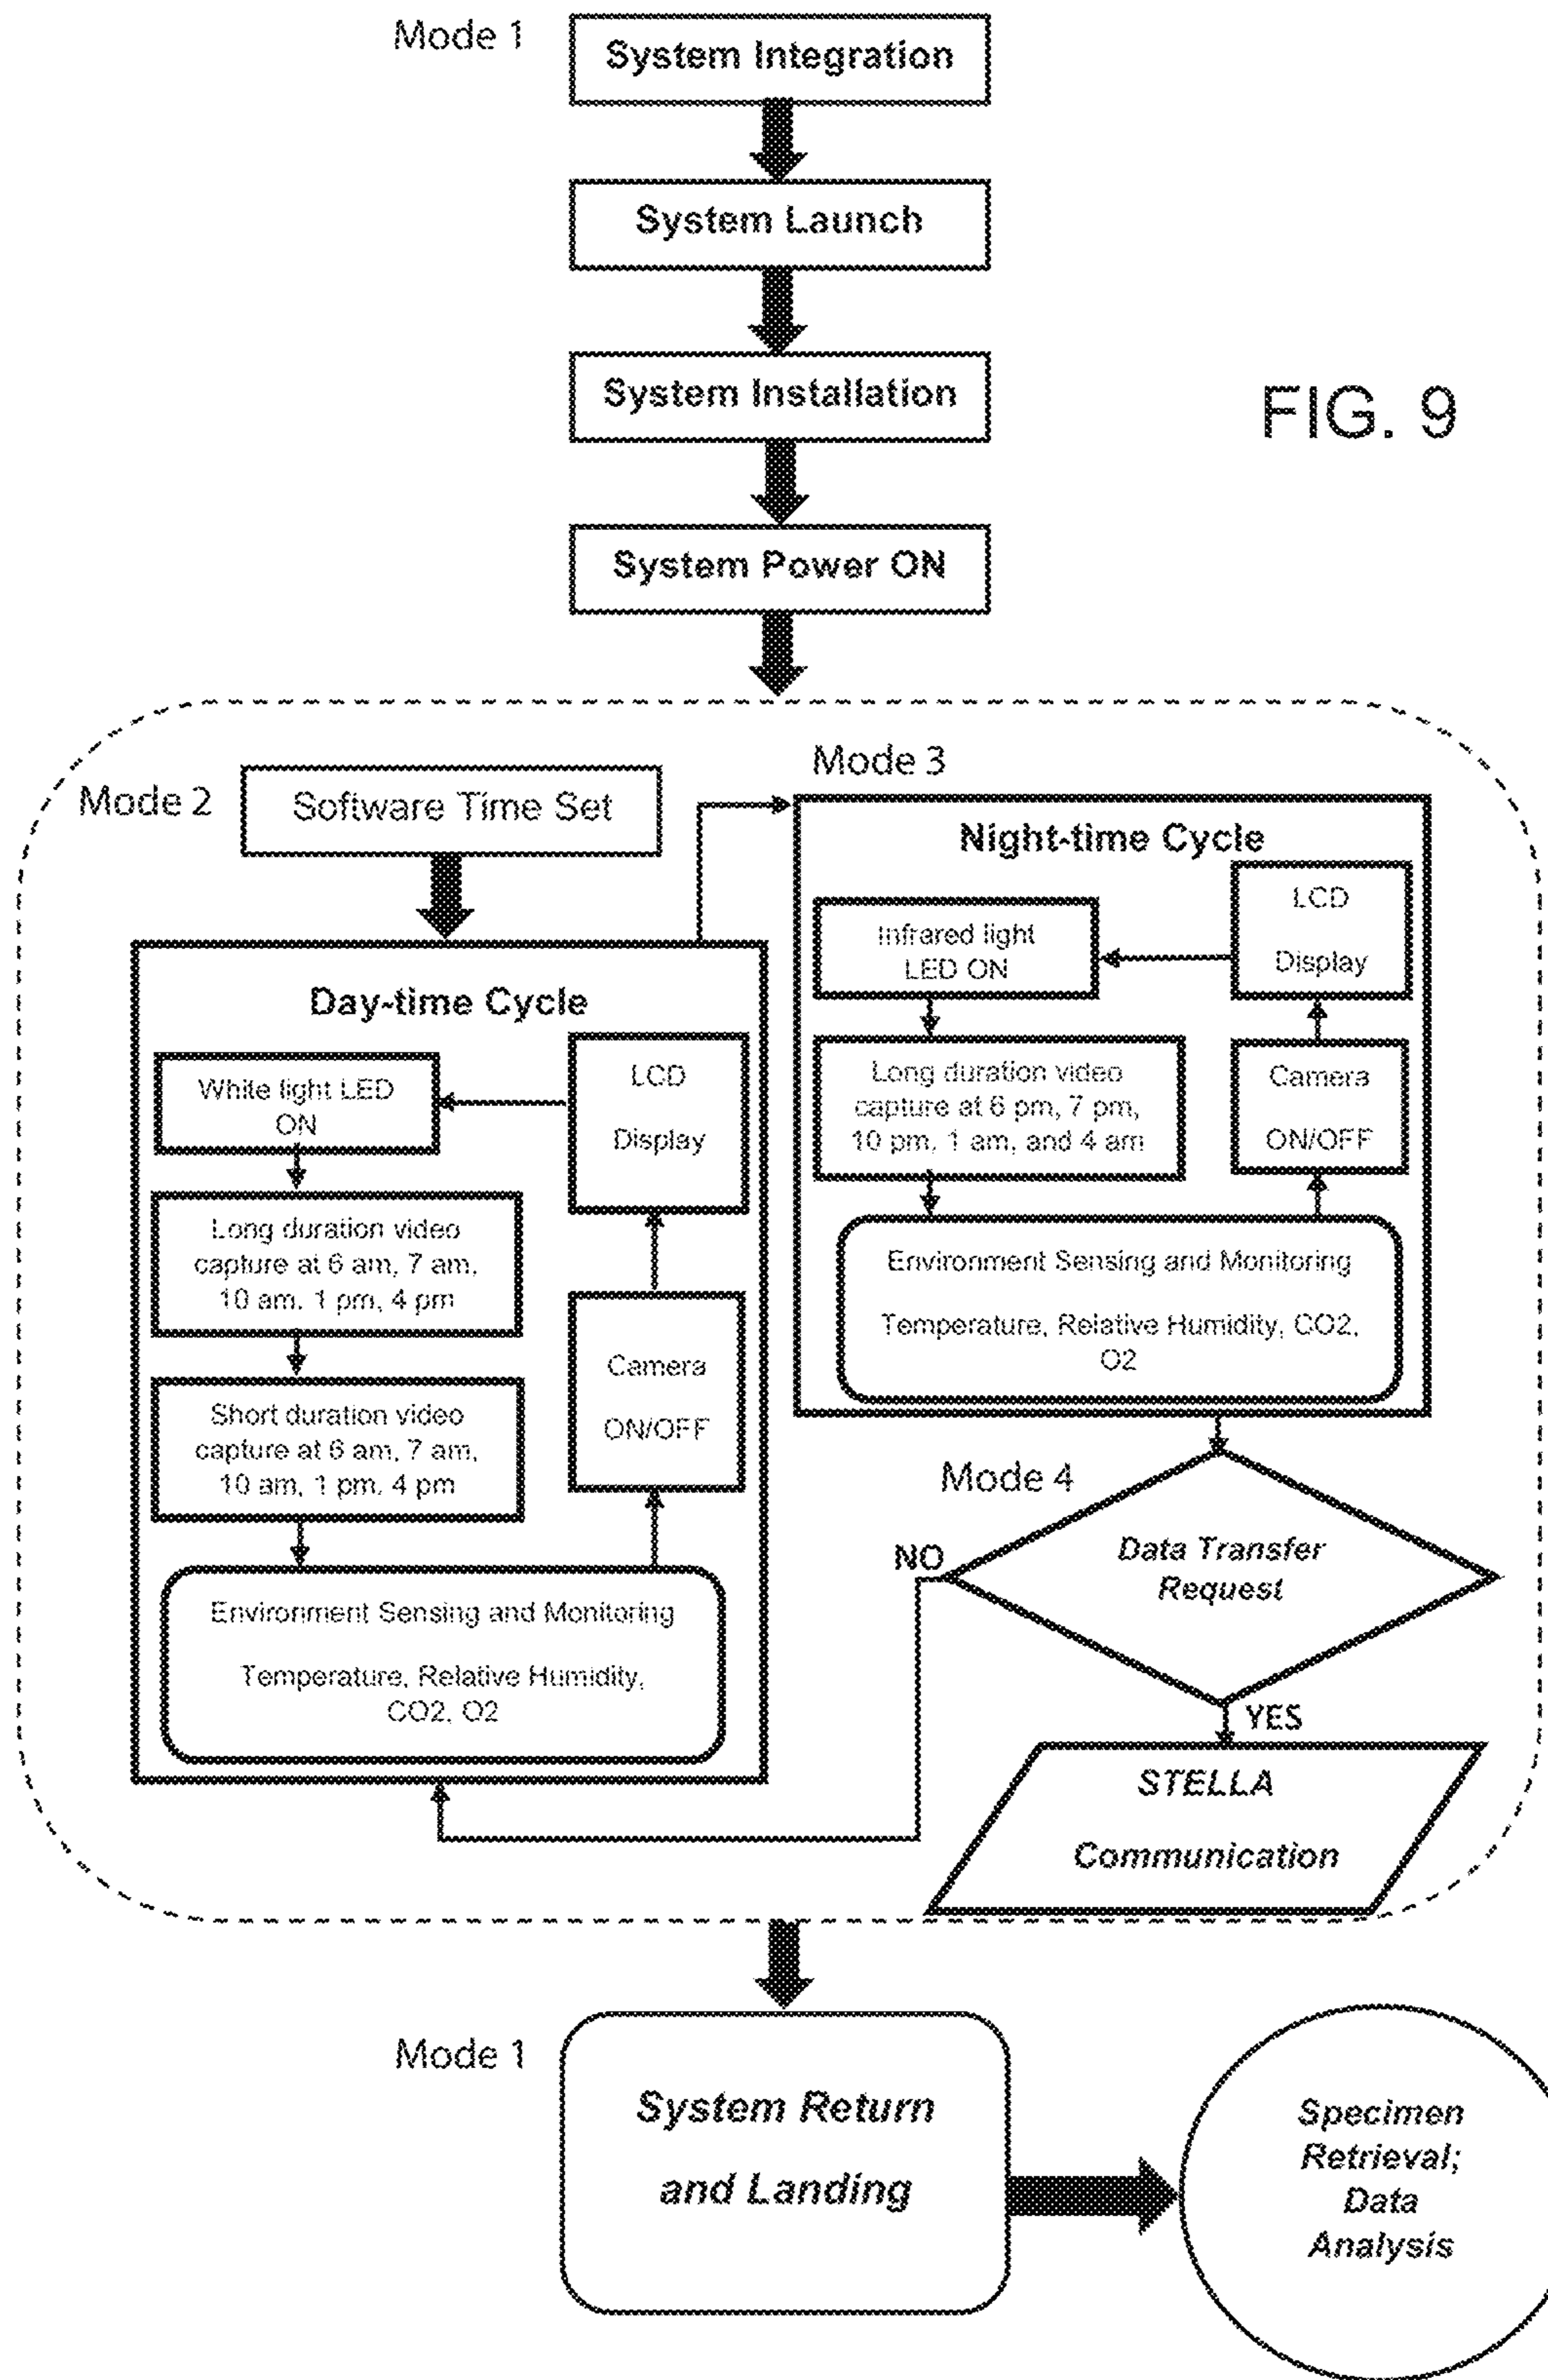 Mode 1
System Integration
System Launch
System Installation
FIG. 9
System Power ON
Mode 2
Software Time Set
Day-time Cycle
White light LED
ON
LCD
Display
Long duration video
capture at 6 am, 7 am,
10 am. 1 pm, 4 pm
Short duration video
capture at 6 am, 7 am,
10 am, 1 pm. 4 pm
Camera
ON/OFF
Environment Sensing and Monitoring
Temperature, Relative Humidity,
CO2, O2
Mode 3
Night-time Cycle
Infrared light
LED ON
LCD
Display
Long duration video
capture at 6 pm, 7 pm,
10 pm, 1 am, and 4 am
Camera
ON/OFF
Environment Sensing and Monitoring
Temperature, Relative Humidity, CO2,
O2
Mode 4
Data Transfer
Request
NO
YES
STELLA
Communication
Mode 1
System Return
and Landing
Specimen
Retrieval;
Data
Analysis